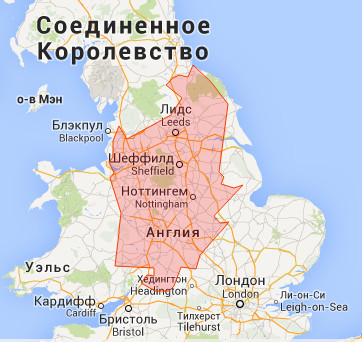 Соединенное
Королевство
о-в Мэн
Лидс
Leeds
Блэкпул
Blackpool
Шеффилд
Sheffield
Ноттингем
Nottingham
Англия
Уэльс
Хедингтон
Headington
Лондон
London
Кардифф
Cardiff
Ли-он-Си
Leigh-on-Sea
Бристоль
Bristol
Тилхерст
Tilehurst